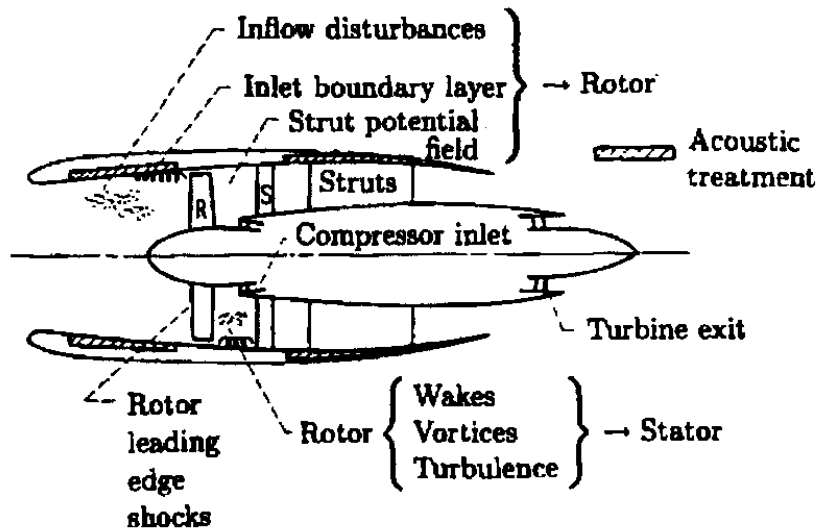 Inflow disturbances
Inlet boundary layer
Strut potential
field
→ Rotor
Acoustic
treatment
R
S
Struts
Compressor inlet
Turbine exit
Rotor
leading
edge
shocks
Rotor
Wakes
Vortices
Turbulence
→ Stator